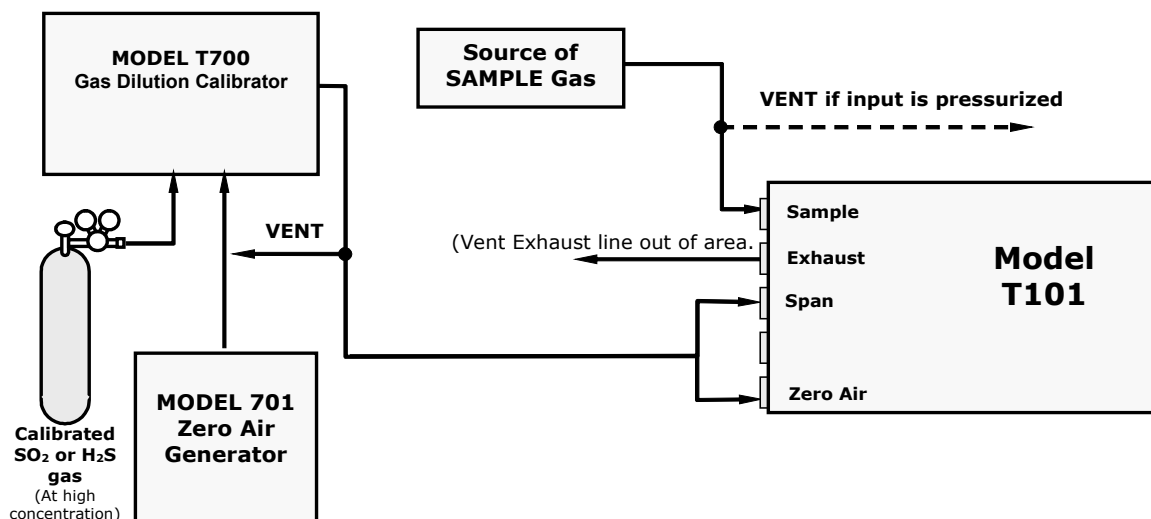 MODEL T700
Gas Dilution Calibrator
Source of
SAMPLE Gas
VENT if input is pressurized
VENT
(Vent Exhaust line out of area.
Sample
Exhaust
Span
Zero Air
Model
T101
MODEL 701
Zero Air
Generator
Calibrated
SO₂ or H₂S
gas
(At high
concentration)